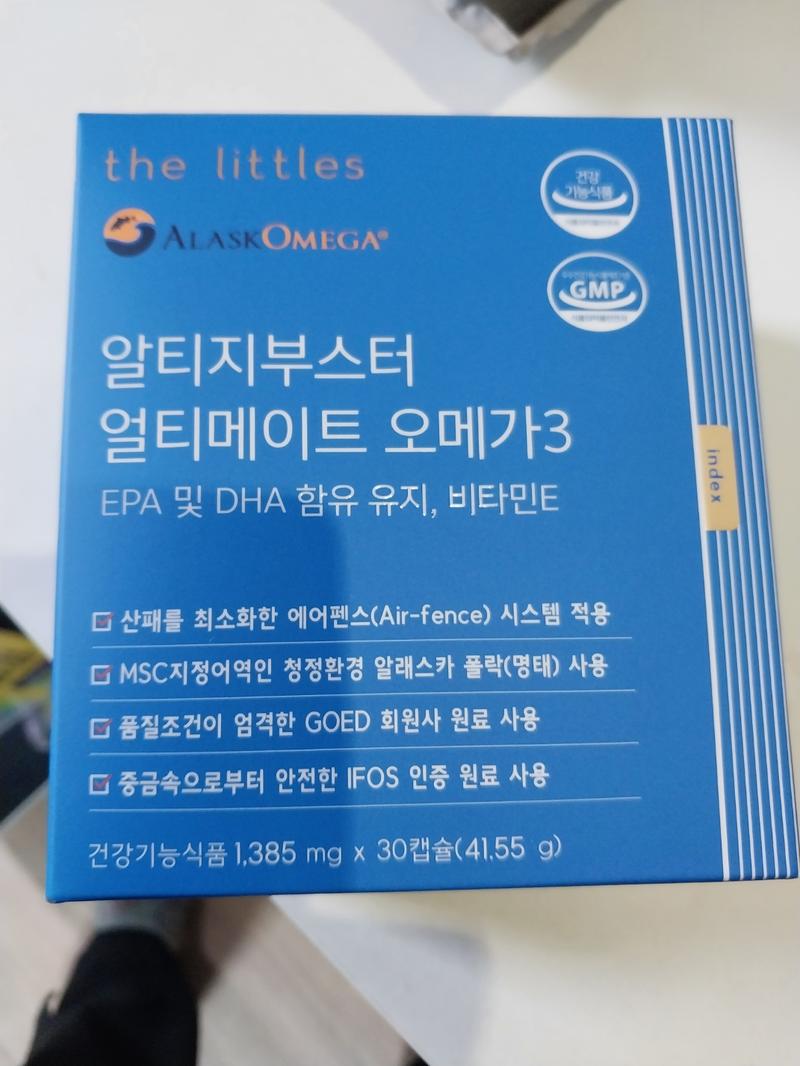 the littles
ALASKOMEGA®
건강
기능식품
GMP
알티지부스터
얼티메이트 오메가3
EPA 및 DHA 함유 유지, 비타민E
index
산패를 최소화한 에어펜스(Air-fence) 시스템 적용
MSC지정어역인 청정환경 알래스카 폴락(명태) 사용
품질조건이 엄격한 GOED 회원사 원료 사용
중금속으로부터 안전한 IFOS 인증 원료 사용
건강기능식품 1,385 mg x 30캡슐(41.55 g)